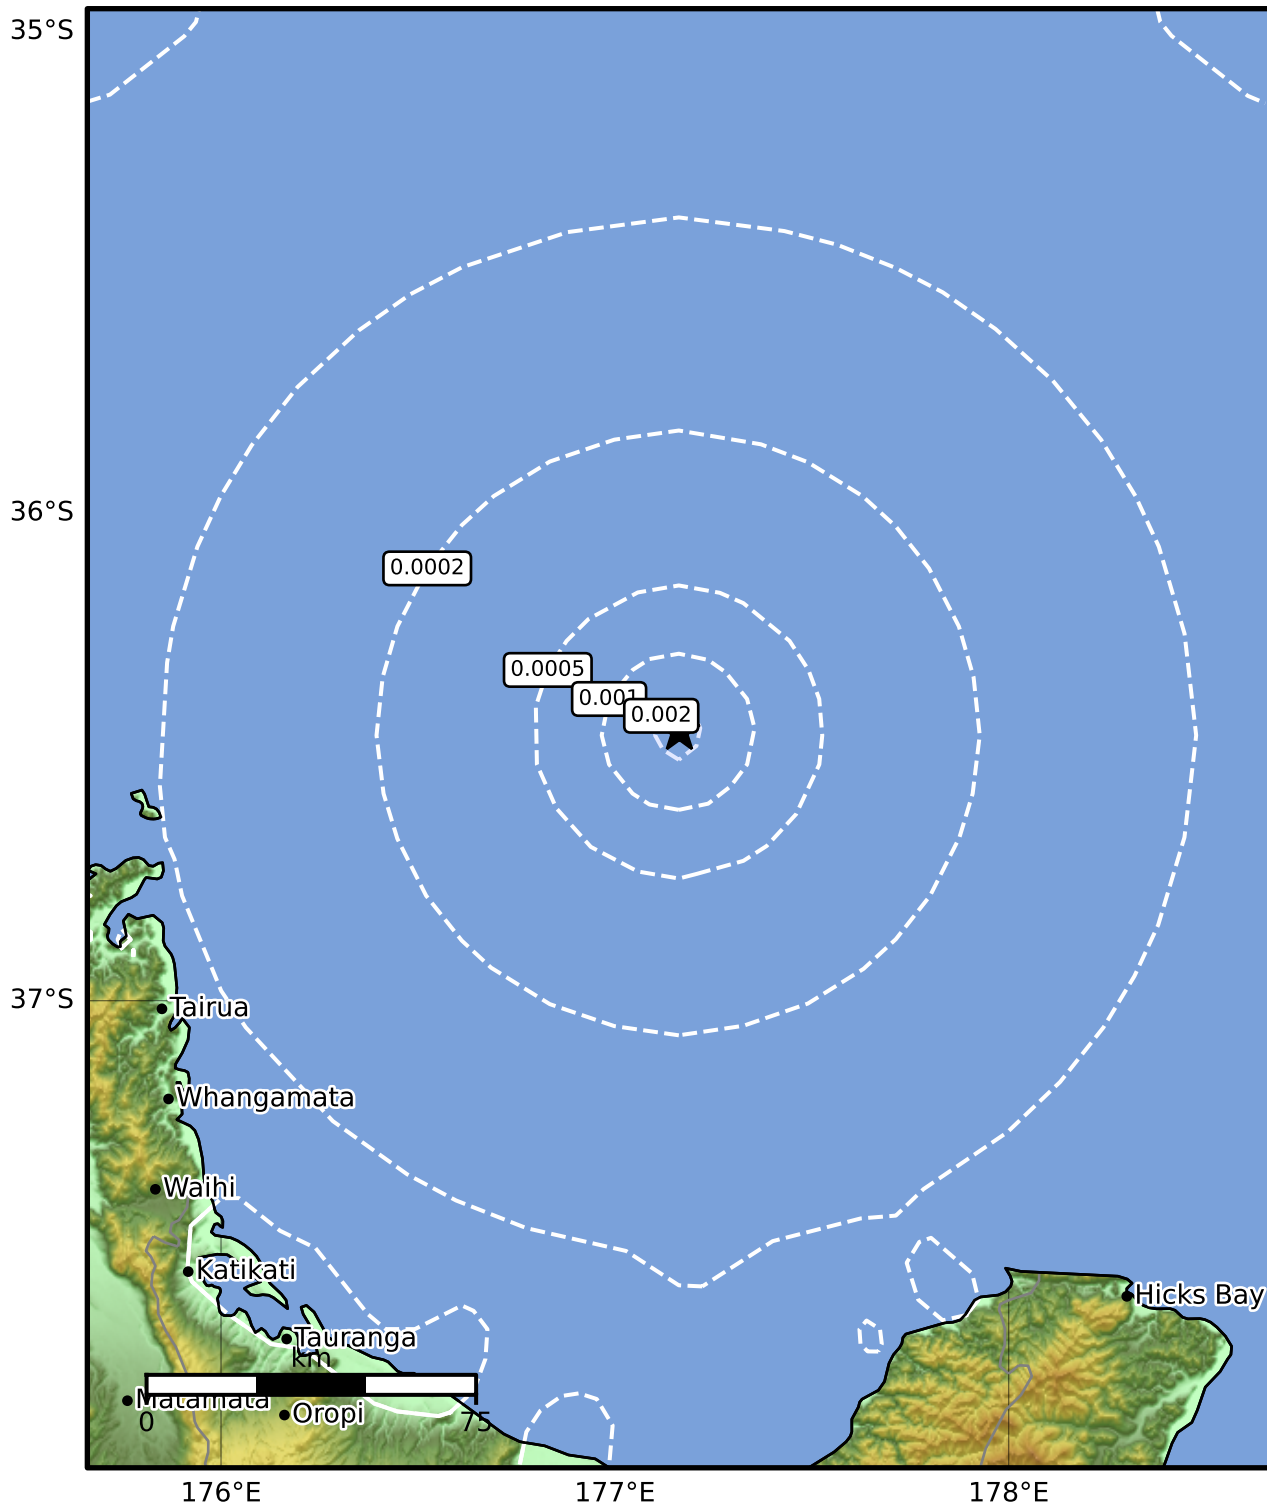 35°S
36°S
0.0002
0.0005
0.001
0.002
37°S
Tairua
Whangamata
Waihi
Katikati
Hicks Bay
Tauranga
km
Matamata
0
75
Oropi
176°E
177°E
178°E